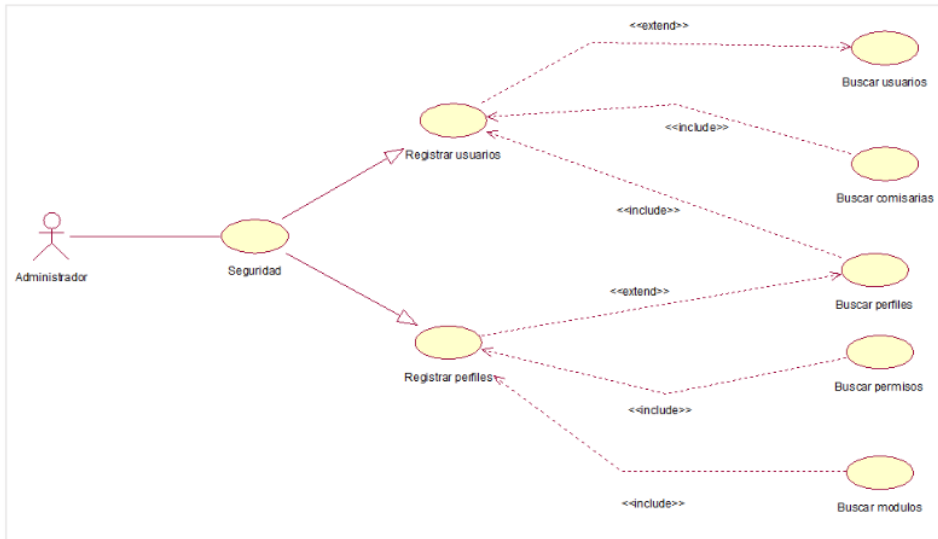 <<extend>>
Buscar usuarios
<<include>>
Registrar usuarios
Buscar comisarias
<<include>>
Seguridad
Administrador
<<extend>>
Buscar perfiles
Registrar perfiles
Buscar permisos
<<include>>
<<include>>
Buscar modulos